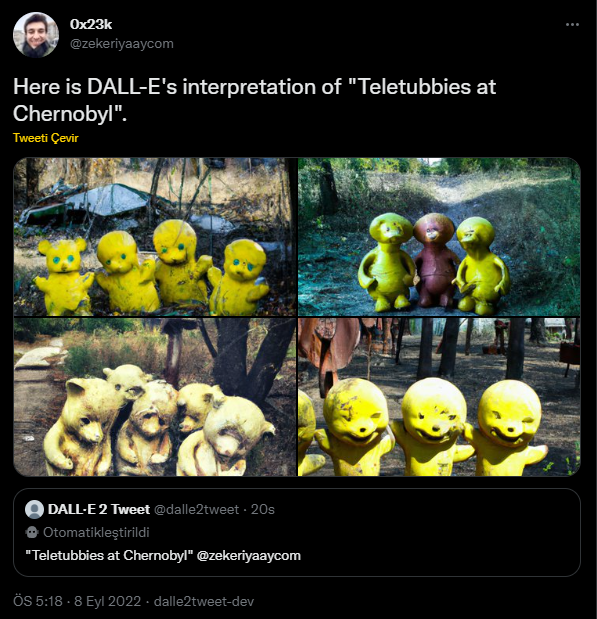 0x23k
@zekeriyaaycom
Here is DALL-E's interpretation of "Teletubbies at
Chernobyl".
Tweeti Çevir
DALL·E 2 Tweet @dalle2tweet · 20s
Otomatikleştirildi
"Teletubbies at Chernobyl" @zekeriyaaycom
ÖS 5:18 · 8 Eyl 2022 · dalle2tweet-dev